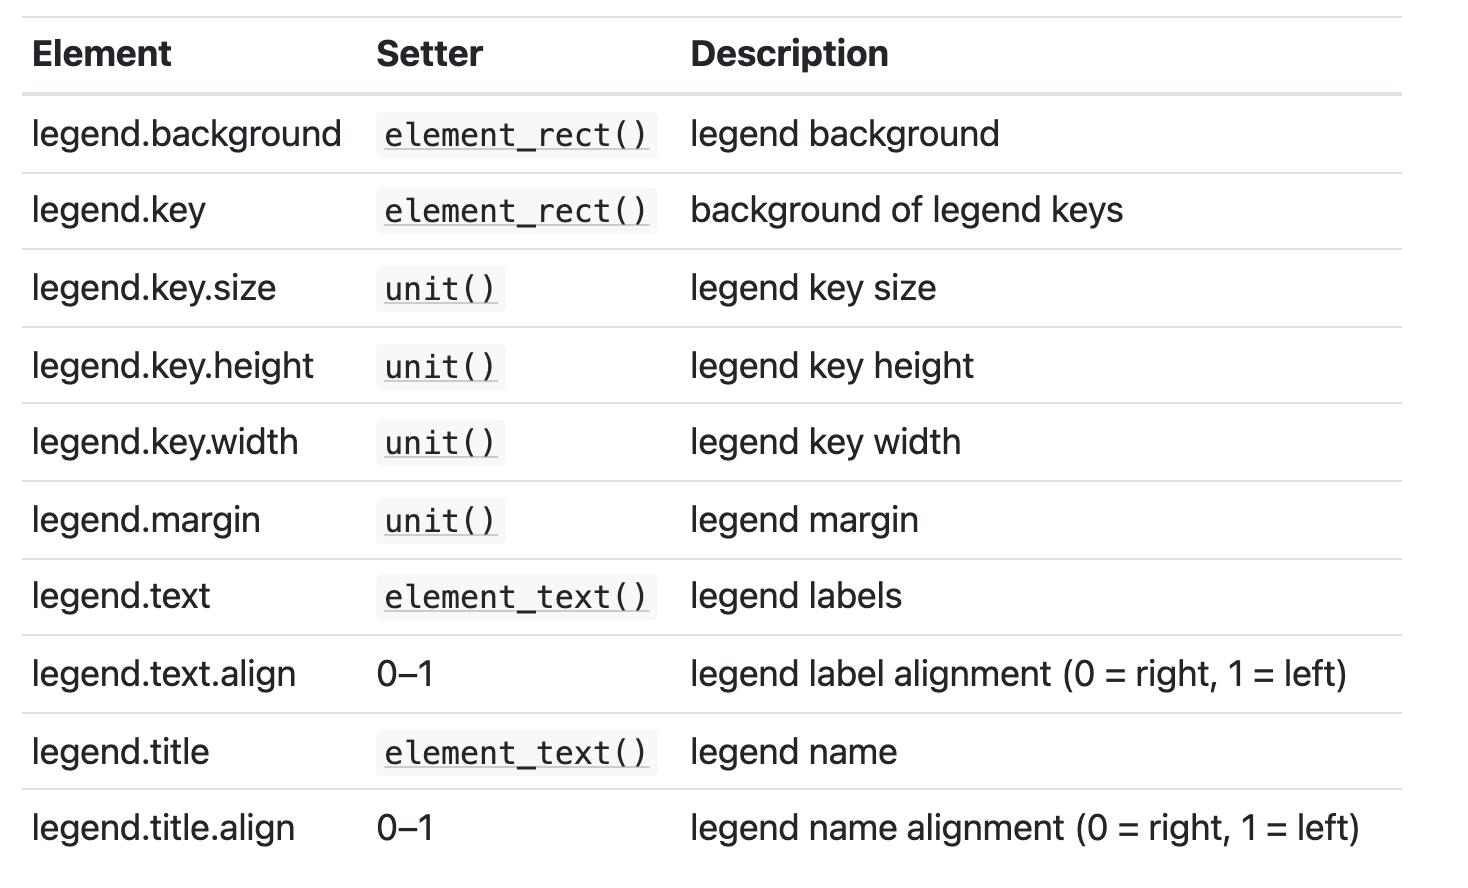 Element Setter Description
legend.background element_rect() legend background
legend.key element_rect() background of legend keys
legend.key.size unit() legend key size
legend.key.height unit() legend key height
legend.key.width unit() legend key width
legend.margin unit() legend margin
legend.text element_text() legend labels
legend.text.align 0–1 legend label alignment (0 = right, 1 = left)
legend.title element_text() legend name
legend.title.align 0–1 legend name alignment (0 = right, 1 = left)